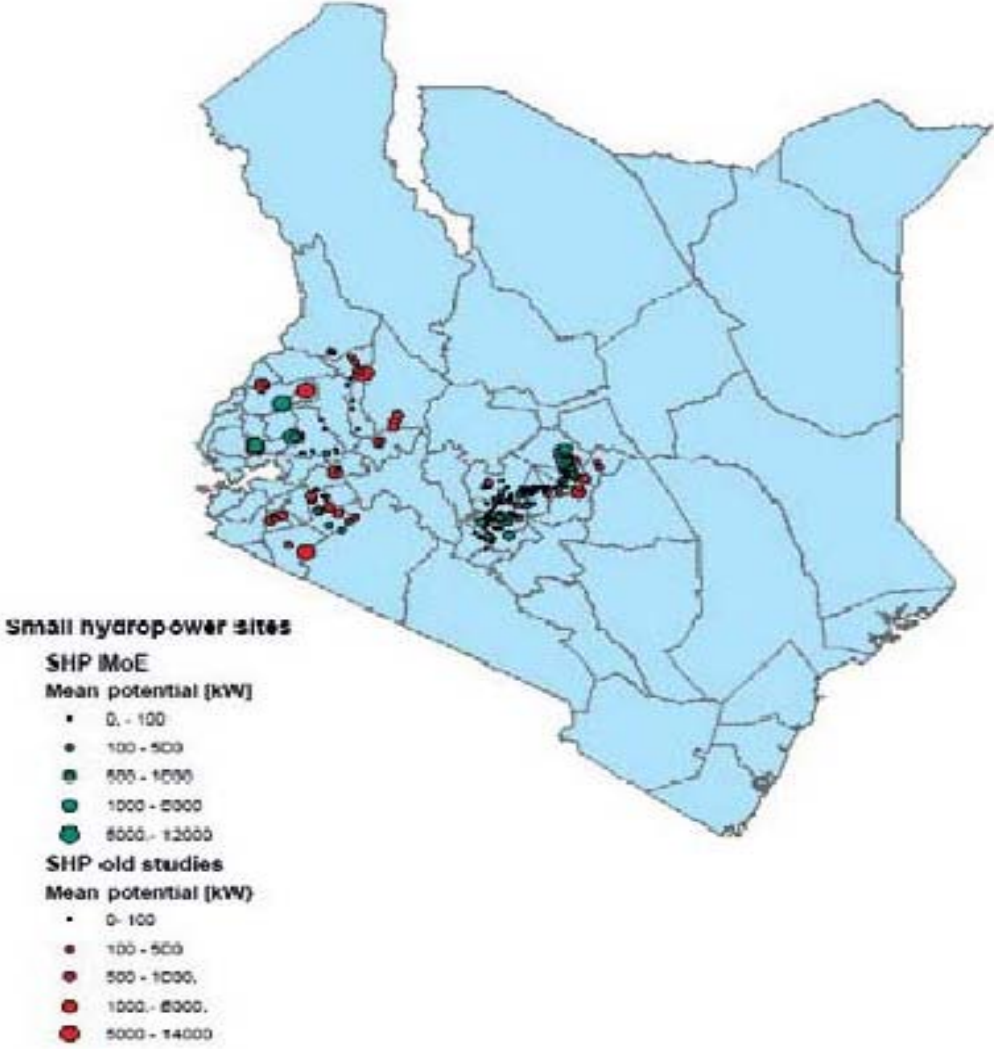 Small hydropower sites
SHP MoE
Mean potential [kW]
0. - 100
100 - 500
500 - 1000
1000 - 5000
5000.- 12000
SHP old studies
Mean potential [kW]
0- 100
100 - 500
500 - 1000.
1000.- 5000.
5000 - 14000